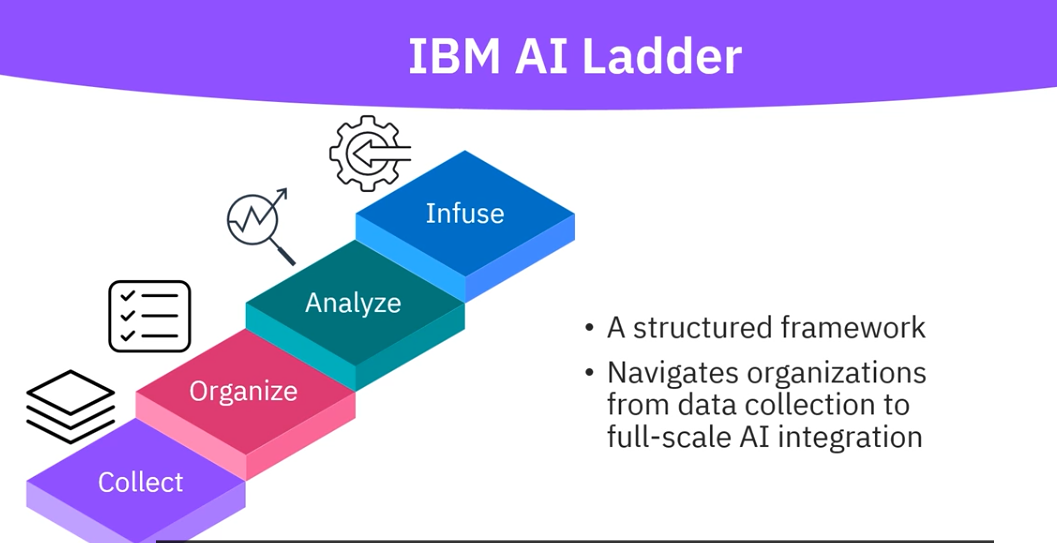 IBM AI Ladder
Infuse
Analyze
Organize
Collect
• A structured framework
• Navigates organizations
from data collection to
full-scale AI integration